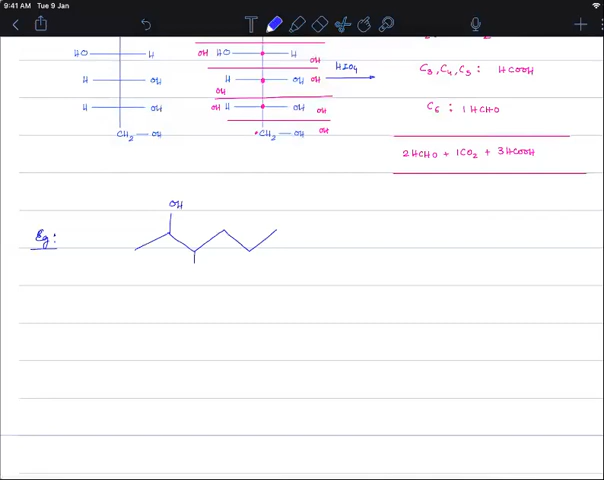 9:41 AM Tue 9 Jan
HO H
OH HO H
OH
HIO4
C3, C4, C5 : HCOOH
H OH
H OH OH
OH
H OH
OH H OH OH
C6 : 1 HCHO
CH2 — OH
CH2 — OH OH
2HCHO + 1CO2 + 3HCOOH
OH
Eg: